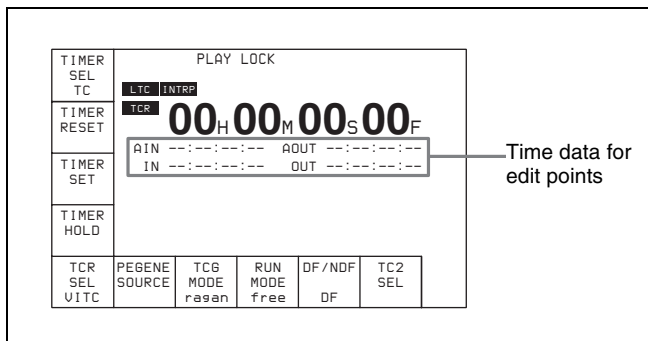 TIMER
SEL
TC
PLAY LOCK
LTC INTRP
TIMER
RESET
TCR 00H 00M 00S 00F
AIN --:--:--:-- AOUT --:--:--:--
IN --:--:--:-- OUT --:--:--:--
Time data for
edit points
TIMER
SET
TIMER
HOLD
TCR
SEL
VITC
PEGENE
SOURCE
TCG
MODE
ragan
RUN
MODE
free
DF/NDF
DF
TC2
SEL